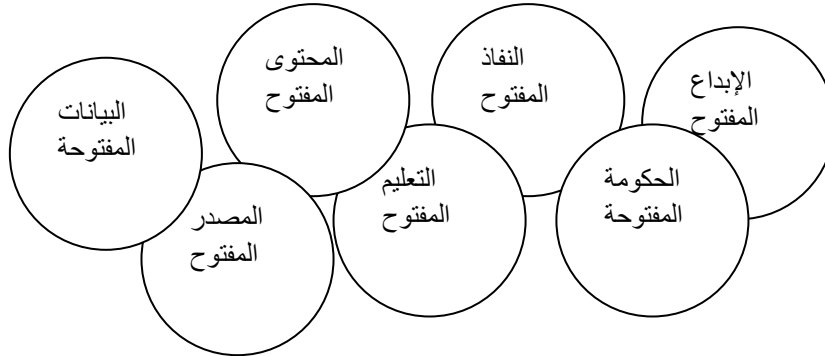 الإبداع
المفتوح
النفاذ
المفتوح
المحتوى
المفتوح
البيانات
المفتوحة
الحكومة
المفتوحة
التعليم
المفتوح
المصدر
المفتوح